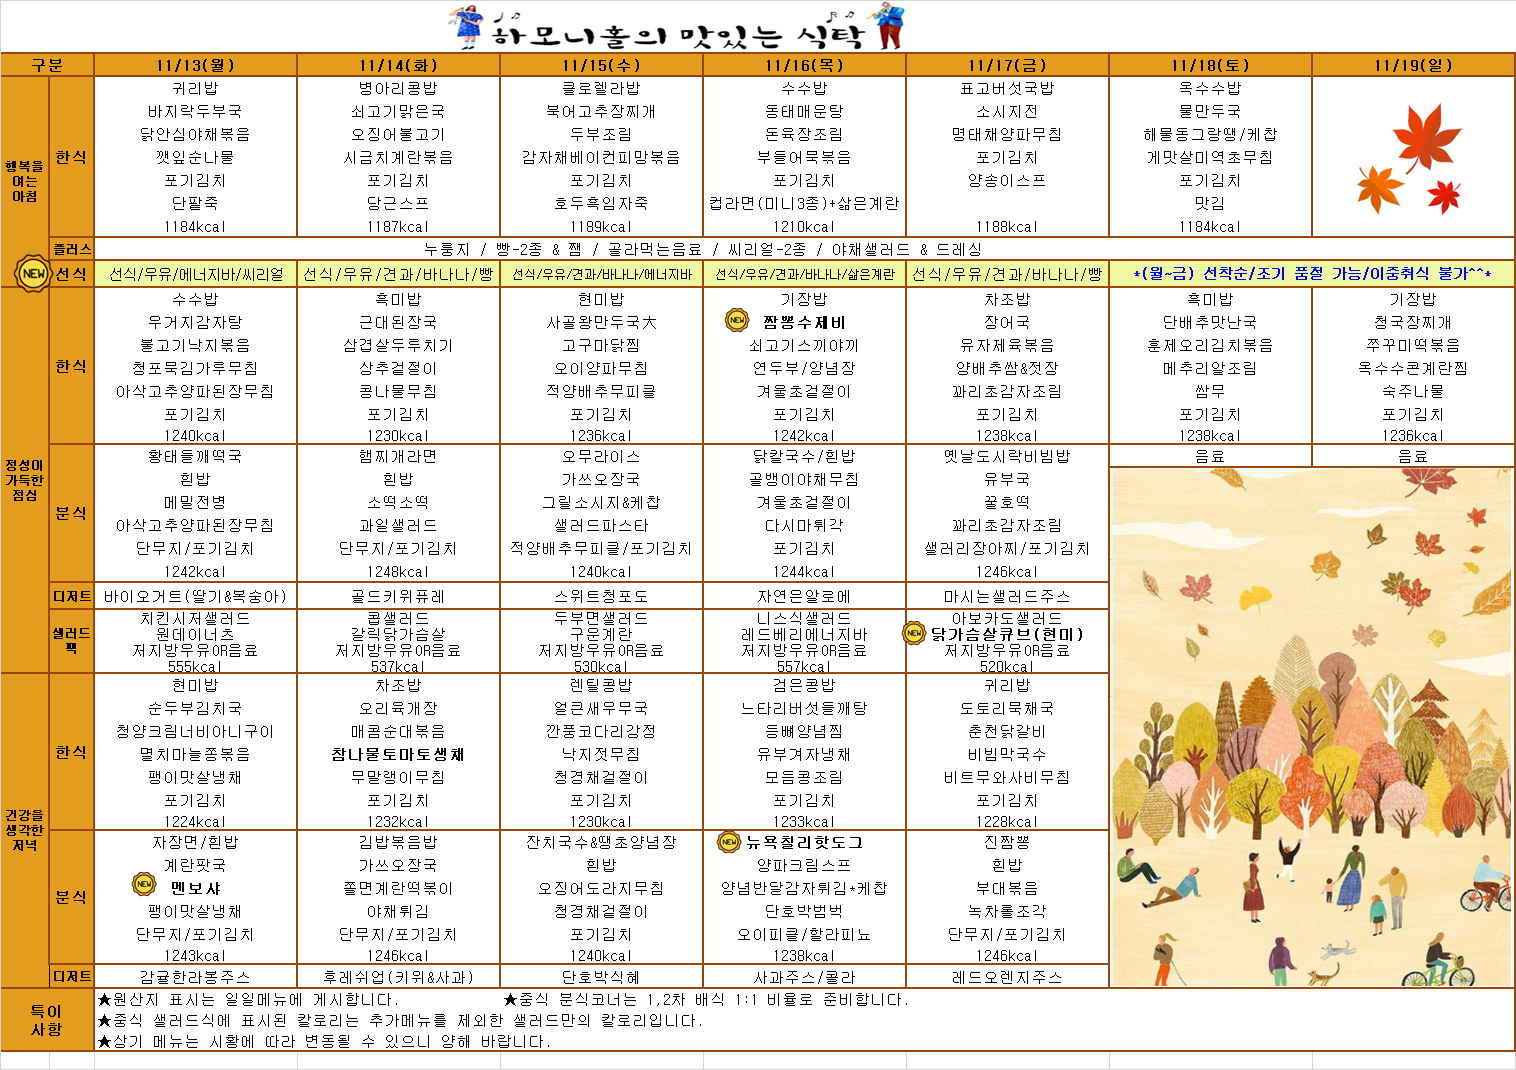 하모니홀의 맛있는 식탁
구분 11/13(월) 11/14(화) 11/15(수) 11/16(목) 11/17(금) 11/18(토) 11/19(일)
행복을 여는 아침
한식
귀리밥 병아리콩밥 클로렐라밥 수수밥 표고버섯국밥 옥수수밥
바지락두부국 쇠고기맑은국 북어고추장찌개 동태매운탕 소시지전 물만두국
닭안심야채볶음 오징어불고기 두부조림 돈육장조림 명태채양파무침 해물동그랑땡/케찹
깻잎순나물 시금치계란볶음 감자채베이컨피망볶음 부들어묵볶음 포기김치 게맛살미역초무침
포기김치 포기김치 포기김치 포기김치 양송이스프 포기김치
단팥죽 당근스프 호두흑임자죽 컵라면(미니3종)+삶은계란 맛김
1184kcal 1187kcal 1189kcal 1210kcal 1188kcal 1184kcal
플러스 누룽지 / 빵-2종 & 잼 / 골라먹는음료 / 씨리얼-2종 / 야채샐러드 & 드레싱
NEW 선식 선식/우유/에너지바/씨리얼 선식/우유/견과/바나나/빵 선식/우유/견과/바나나/에너지바 선식/우유/견과/바나나/삶은계란 선식/우유/견과/바나나/빵 *(월~금) 선착순/조기 품절 가능/이중취식 불가^^*
정성이 가득한 점심
한식
수수밥 흑미밥 현미밥 기장밥 차조밥 흑미밥 기장밥
우거지감자탕 근대된장국 사골왕만두국大 NEW 짬뽕수제비 장어국 단배추맛난국 청국장찌개
불고기낙지볶음 삼겹살두루치기 고구마닭찜 쇠고기스끼야끼 유자제육볶음 훈제오리김치볶음 쭈꾸미떡볶음
청포묵김가루무침 상추겉절이 오이양파무침 연두부/양념장 양배추쌈&젓장 메추리알조림 옥수수콘계란찜
아삭고추양파된장무침 콩나물무침 적양배추무피클 겨울초겉절이 꽈리초감자조림 쌈무 숙주나물
포기김치 포기김치 포기김치 포기김치 포기김치 포기김치 포기김치
1240kcal 1230kcal 1236kcal 1242kcal 1238kcal 1238kcal 1236kcal
분식
황태들깨떡국 햄찌개라면 오무라이스 닭칼국수/흰밥 옛날도시락비빔밥 음료 음료
흰밥 흰밥 가쓰오장국 골뱅이야채무침 유부국
메밀전병 소떡소떡 그릴소시지&케찹 겨울초겉절이 꿀호떡
아삭고추양파된장무침 과일샐러드 샐러드파스타 다시마튀각 꽈리초감자조림
단무지/포기김치 단무지/포기김치 적양배추무피클/포기김치 포기김치 샐러리장아찌/포기김치
1242kcal 1248kcal 1240kcal 1244kcal 1246kcal
디저트 바이오거트(딸기&복숭아) 골드키위퓨레 스위트청포도 자연은알로에 마시는샐러드주스
샐러드 팩
치킨시저샐러드 콥샐러드 두부면샐러드 니스식샐러드 아보카도샐러드
원데이너츠 갈릭닭가슴살 구운계란 레드베리에너지바 NEW 닭가슴살큐브(현미)
저지방우유OR음료 저지방우유OR음료 저지방우유OR음료 저지방우유OR음료 저지방우유OR음료
555kcal 537kcal 530kcal 557kcal 520kcal
건강을 생각한 저녁
한식
현미밥 차조밥 렌틸콩밥 검은콩밥 귀리밥
순두부김치국 오리육개장 얼큰새우무국 느타리버섯들깨탕 도토리묵채국
청양크림너비아니구이 매콤순대볶음 깐풍코다리강정 등뼈양념찜 춘천닭갈비
멸치마늘쫑볶음 참나물토마토생채 낙지젓무침 유부겨자냉채 비빔막국수
팽이맛살냉채 무말랭이무침 청경채겉절이 모듬콩조림 비트무와사비무침
포기김치 포기김치 포기김치 포기김치 포기김치
1224kcal 1232kcal 1230kcal 1233kcal 1228kcal
분식
자장면/흰밥 김밥볶음밥 잔치국수&땡초양념장 NEW 뉴욕칠리핫도그 진짬뽕
계란팟국 가쓰오장국 흰밥 양파크림스프 흰밥
NEW 멘보샤 쫄면계란떡볶이 오징어도라지무침 양념반달감자튀김*케찹 부대볶음
팽이맛살냉채 야채튀김 청경채겉절이 단호박범벅 녹차롤조각
단무지/포기김치 단무지/포기김치 포기김치 오이피클/할라피뇨 단무지/포기김치
1243kcal 1246kcal 1240kcal 1238kcal 1246kcal
디저트 감귤한라봉주스 후레쉬업(키위&사과) 단호박식혜 사과주스/콜라 레드오렌지주스
특이 사항
★원산지 표시는 일일메뉴에 게시합니다. ★중식 분식코너는 1,2차 배식 1:1 비율로 준비합니다.
★중식 샐러드식에 표시된 칼로리는 추가메뉴를 제외한 샐러드만의 칼로리입니다.
★상기 메뉴는 시황에 따라 변동될 수 있으니 양해 바랍니다.